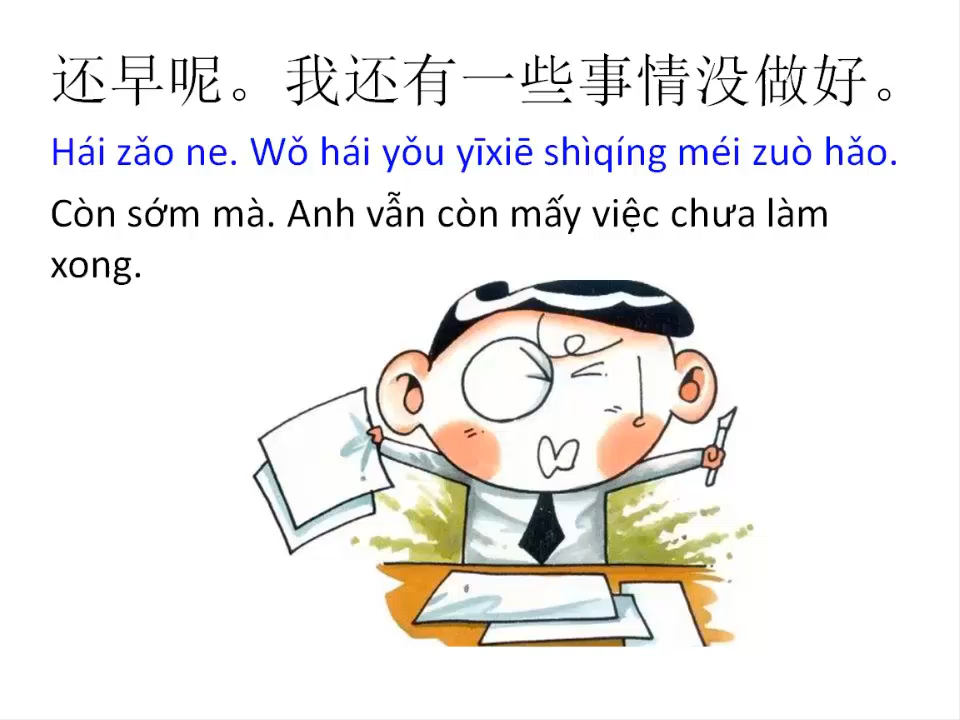 还早呢。我还有一些事情没做好。
Hái zǎo ne. Wǒ hái yǒu yīxiē shìqíng méi zuò hǎo.
Còn sớm mà. Anh vẫn còn mấy việc chưa làm
xong.